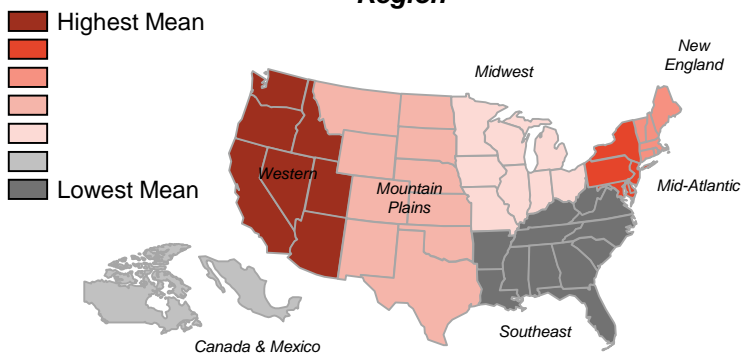 Region
Highest Mean
New
England
Midwest
Western
Mountain
Plains
Mid-Atlantic
Lowest Mean
Southeast
Canada & Mexico